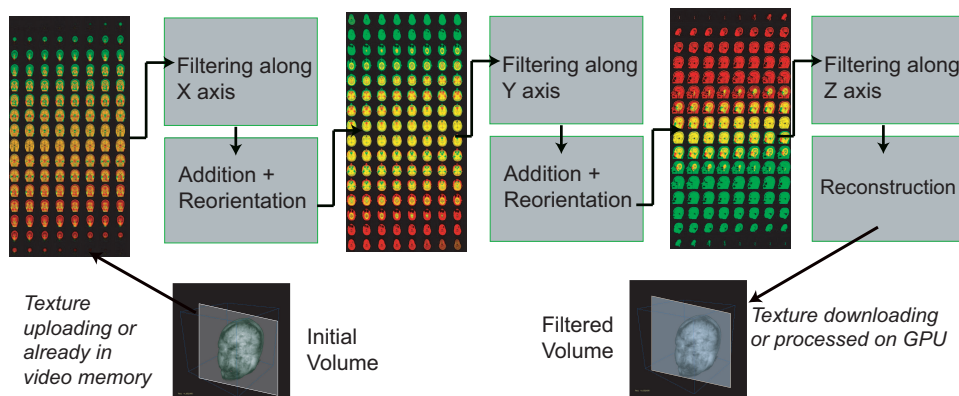 Filtering along
X axis
Addition +
Reorientation
Filtering along
Y axis
Addition +
Reorientation
Filtering along
Z axis
Reconstruction
Texture
uploading or
already in
video memory
Initial
Volume
Filtered
Volume
Texture downloading
or processed on GPU